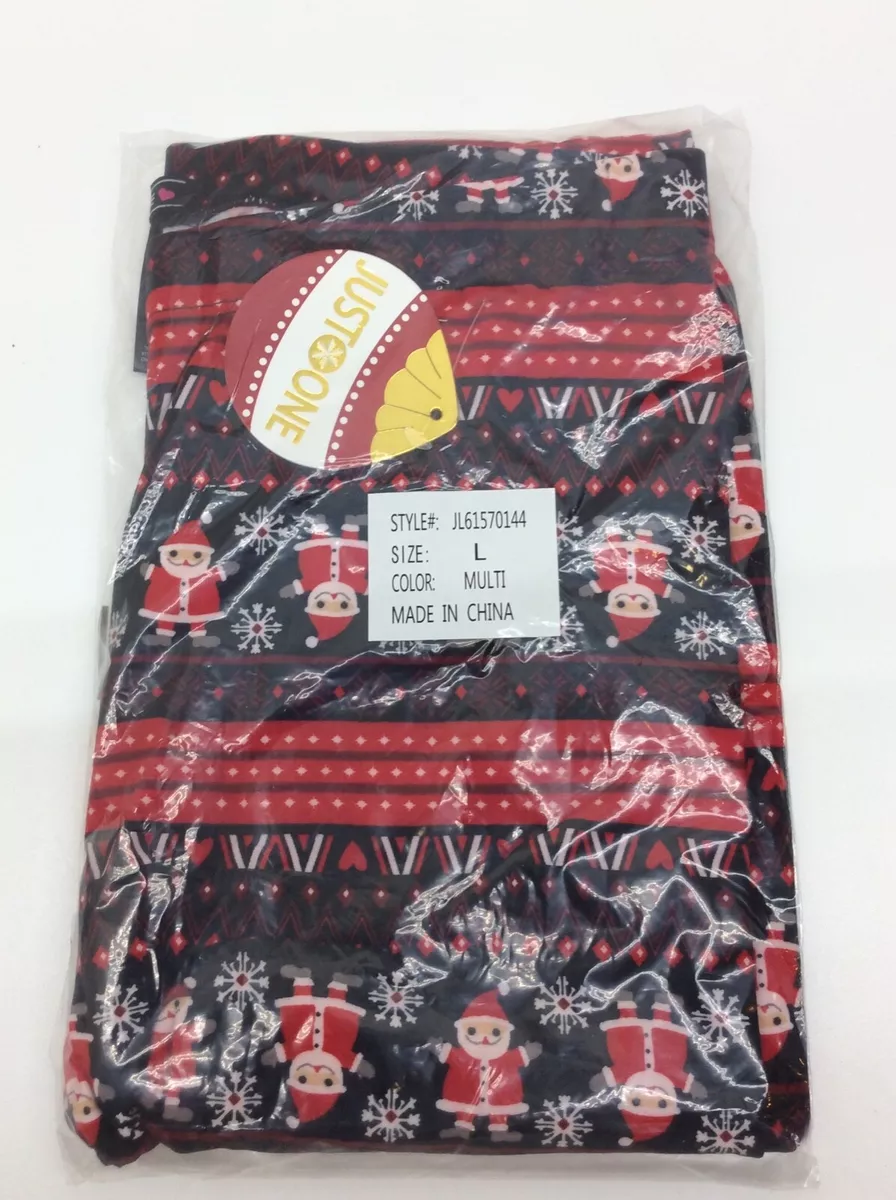 JUST ONE
STYLE#: JL61570144
SIZE: L
COLOR: MULTI
MADE IN CHINA